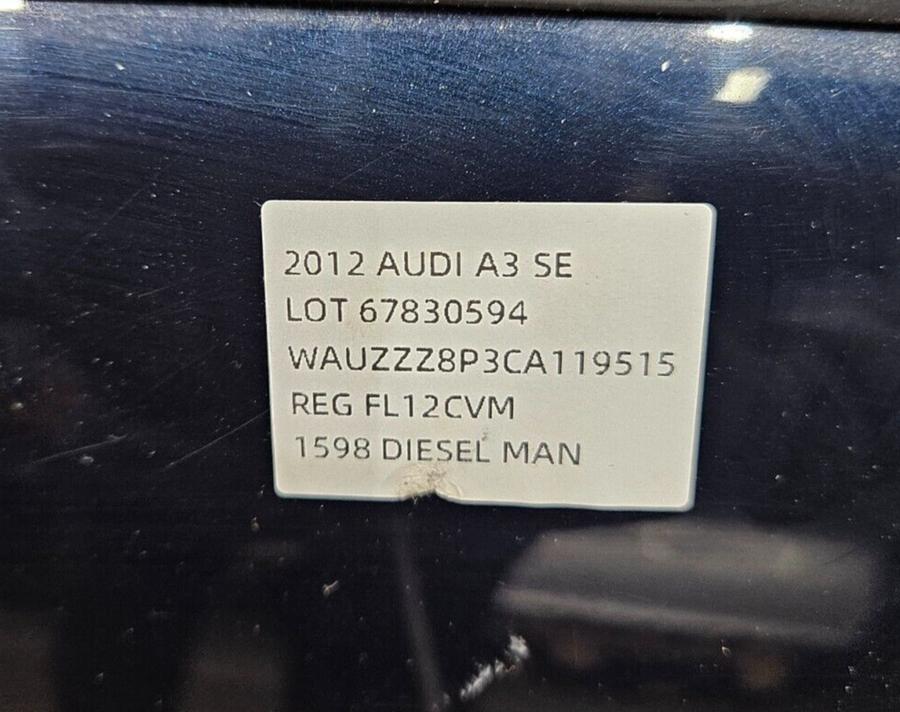 2012 AUDI A3 SE
LOT 67830594
WAUZZZ8P3CA119515
REG FL12CVM
1598 DIESEL MAN